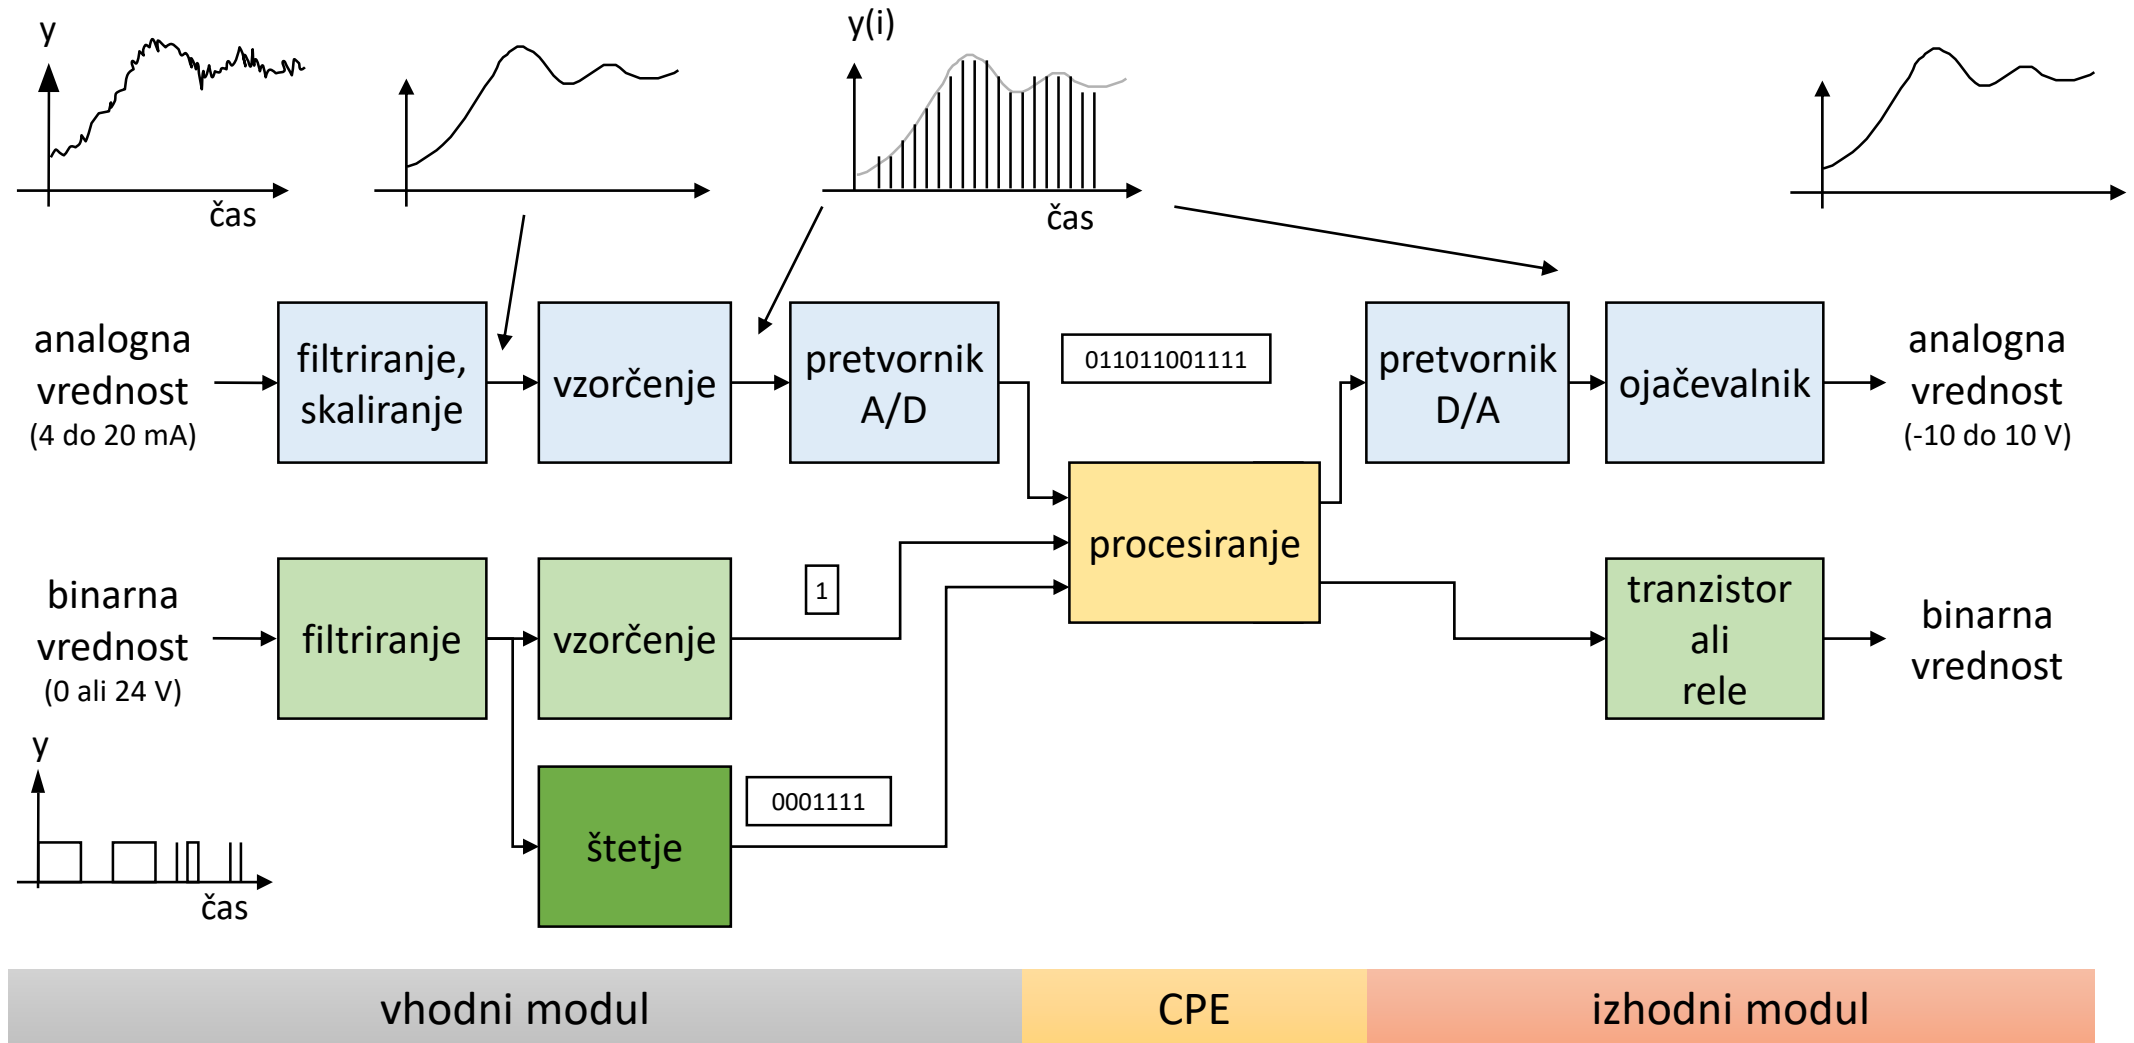 y
čas
y(i)
čas
analogna
vrednost
(4 do 20 mA)
filtriranje,
skaliranje
vzorčenje
pretvornik
A/D
011011001111
pretvornik
D/A
ojačevalnik
analogna
vrednost
(-10 do 10 V)
procesiranje
binarna
vrednost
(0 ali 24 V)
filtriranje
vzorčenje
1
tranzistor
ali
rele
binarna
vrednost
y
čas
štetje
0001111
vhodni modul
CPE
izhodni modul